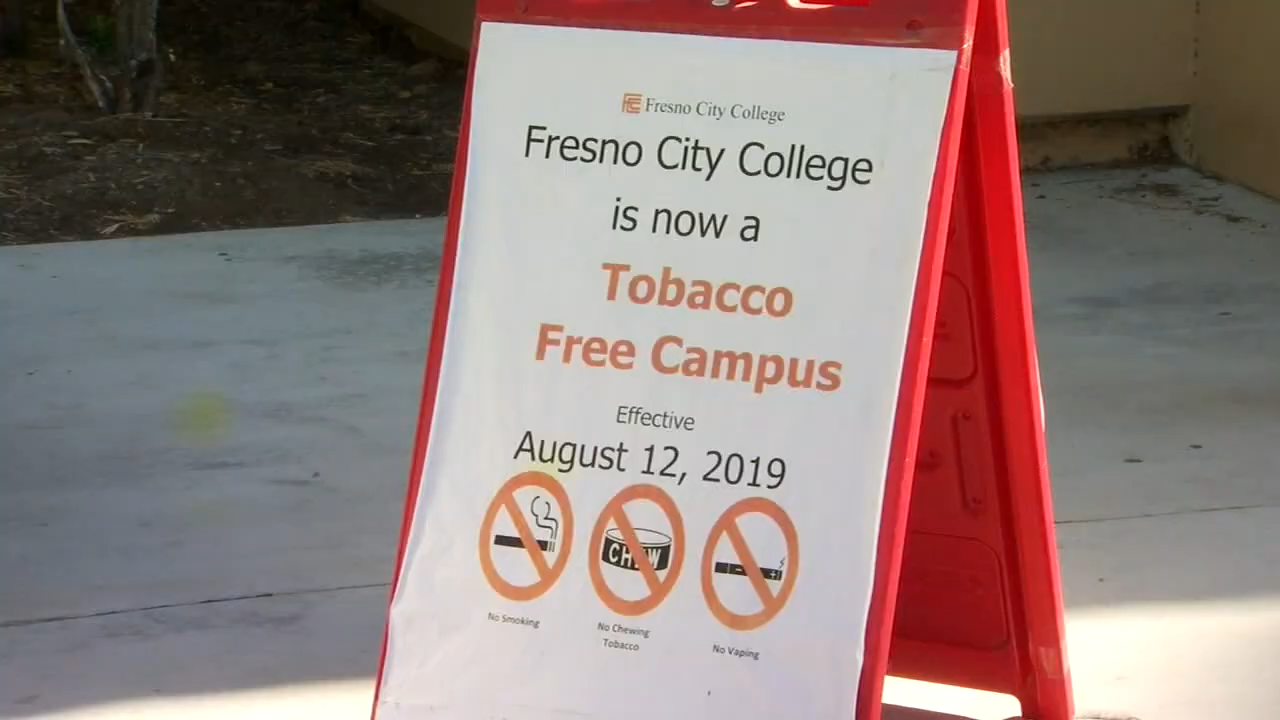 Fresno City College
Fresno City College
is now a
Tobacco
Free Campus
Effective
August 12, 2019
CHEW
No Smoking
No Chewing
Tobacco
No Vaping